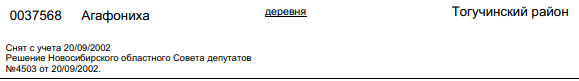 0037568 Агафониха деревня Тогучинский район
Снят с учета 20/09/2002
Решение Новосибирского областного Совета депутатов
№4503 от 20/09/2002.